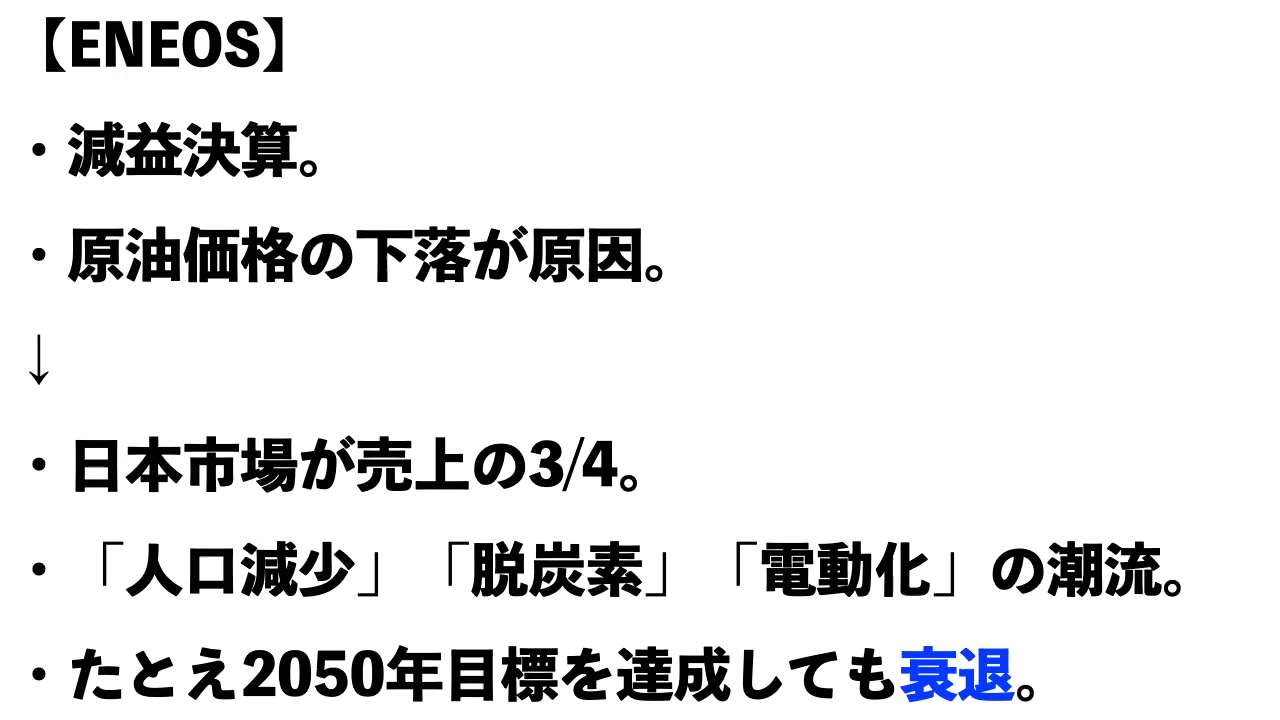 【ENEOS】
・減益決算。
・原油価格の下落が原因。
↓
・日本市場が売上の3/4。
・「人口減少」「脱炭素」「電動化」の潮流。
・たとえ2050年目標を達成しても衰退。